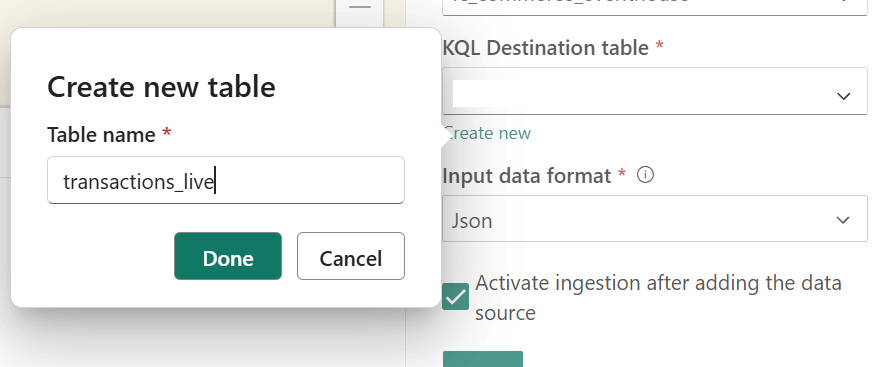 KQL Destination table *
Create new table
Table name *
transactions_live
Done
Cancel
Create new
Input data format *
Json
Activate ingestion after adding the data
source